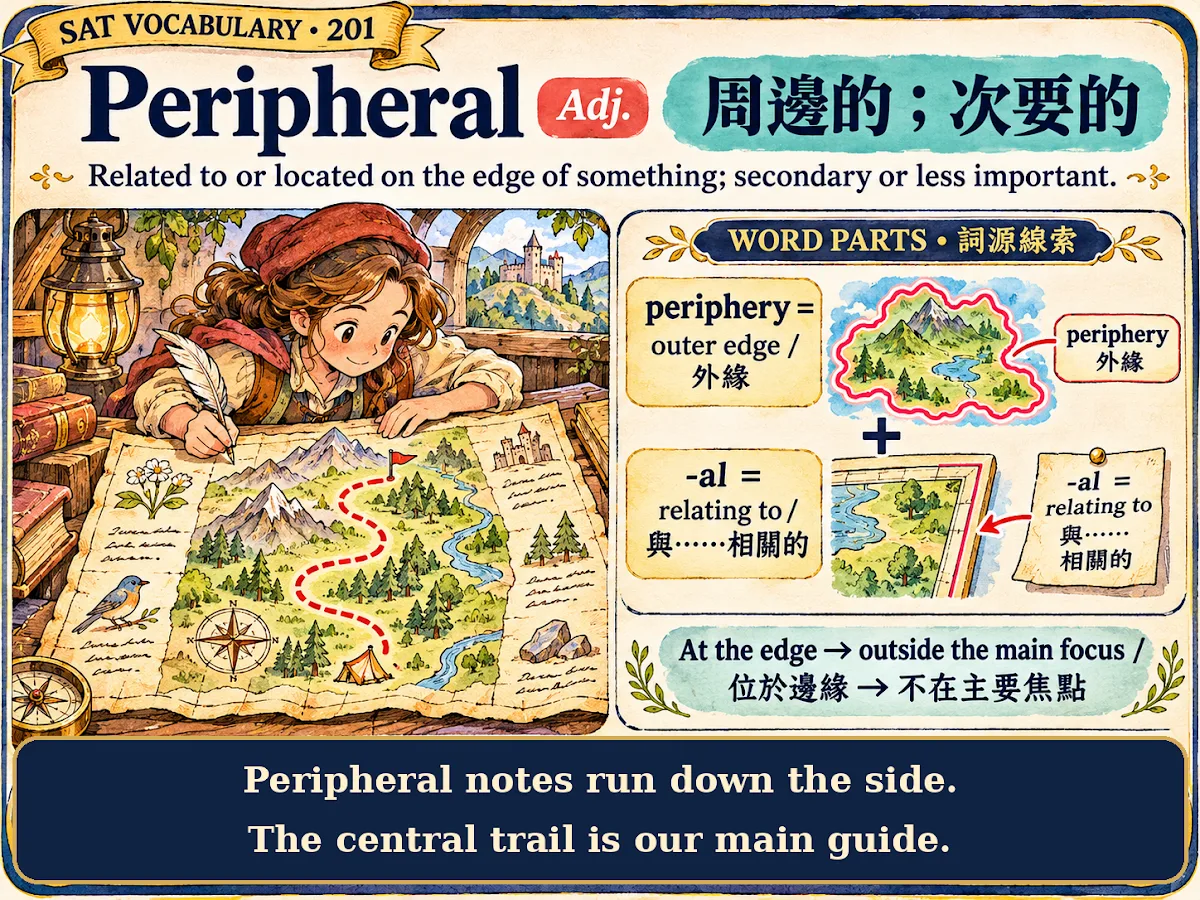 SAT VOCABULARY • 201
Peripheral Adj. 周邊的；次要的
Related to or located on the edge of something; secondary or less important.
WORD PARTS • 詞源線索
periphery =
outer edge /
外緣
periphery
外緣
+
-al =
relating to /
與……相關的
-al =
relating to
與……
相關的
At the edge → outside the main focus /
位於邊緣 → 不在主要焦點
N
E
S
W
Peripheral notes run down the side.
The central trail is our main guide.